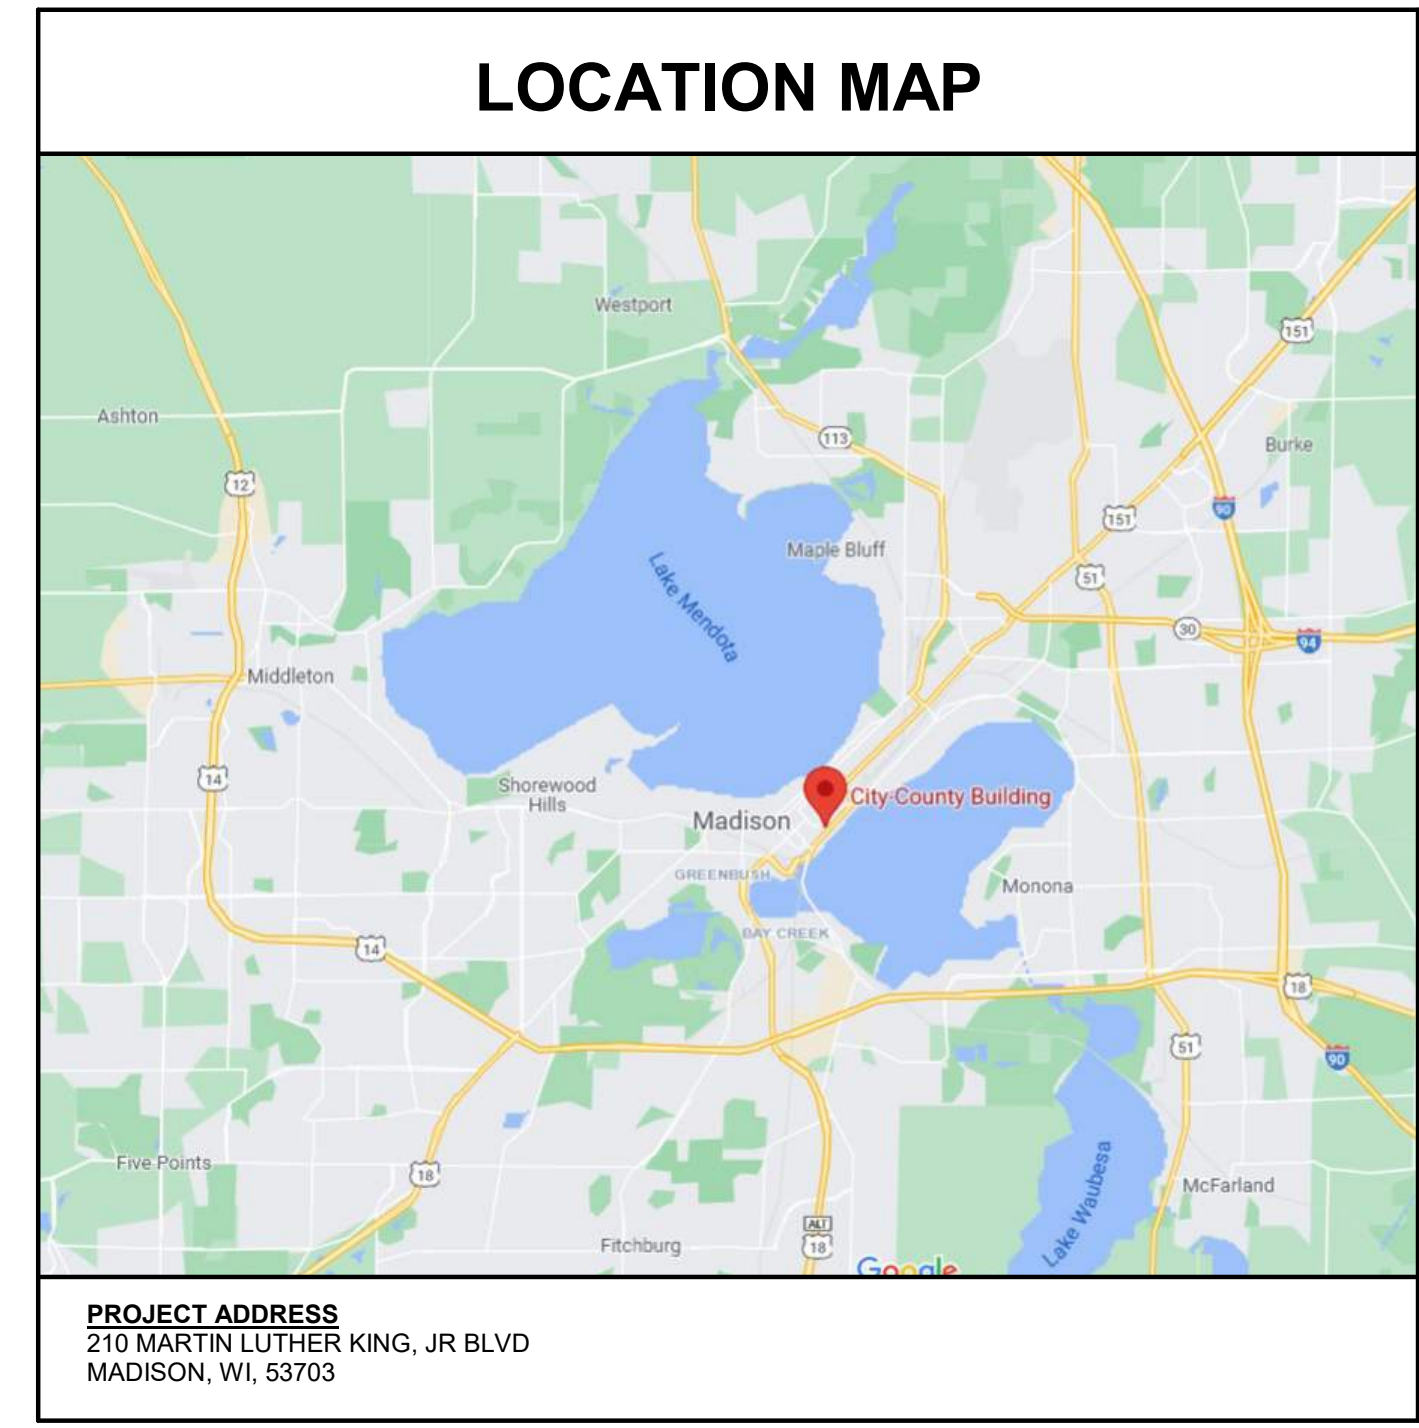 LOCATION MAP
Westport
151
Ashton
113
Burke
12
90
151
Maple Bluff
51
Lake Mendota
30
94
Middleton
14
Shorewood
Hills
City-County Building
Madison
GREENBUSH
Monona
BAY CREEK
14
18
51
90
Five Points
18
Lake Waubesa
McFarland
ALT
18
Fitchburg
Google
PROJECT ADDRESS
210 MARTIN LUTHER KING, JR BLVD
MADISON, WI, 53703